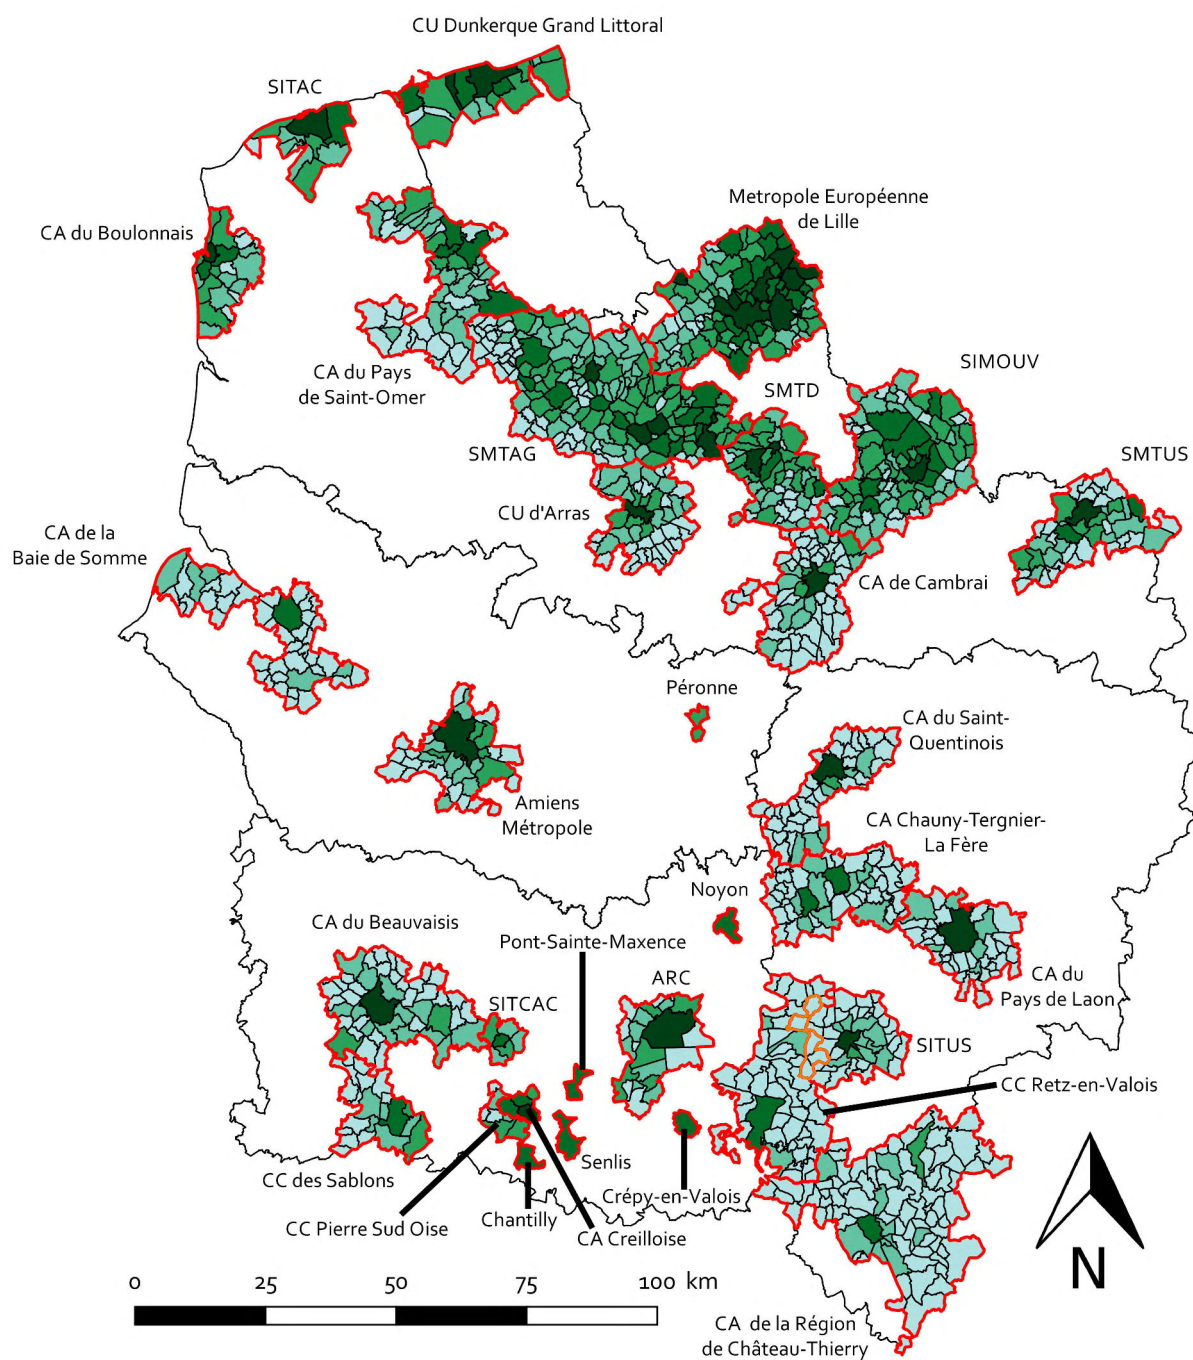 CU Dunkerque Grand Littoral
SITAC
Metropole Européenne
de Lille
CA du Boulonnais
CA du Pays
de Saint-Omer
SIMOUV
SMTD
SMTAG
SMTUS
CU d'Arras
CA de la
Baie de Somme
CA de Cambrai
Péronne
CA du Saint-
Quentinois
Amiens
Métropole
CA Chauny-Tergnier-
La Fère
Noyon
CA du Beauvaisis
Pont-Sainte-Maxence
ARC
SITCAC
CA du
Pays de Laon
SITUS
CC Retz-en-Valois
CC des Sablons
Senlis
Crépy-en-Valois
CC Pierre Sud Oise
Chantilly
CA Creilloise
N
0 25 50 75 100 km
CA de la Région
de Château-Thierry